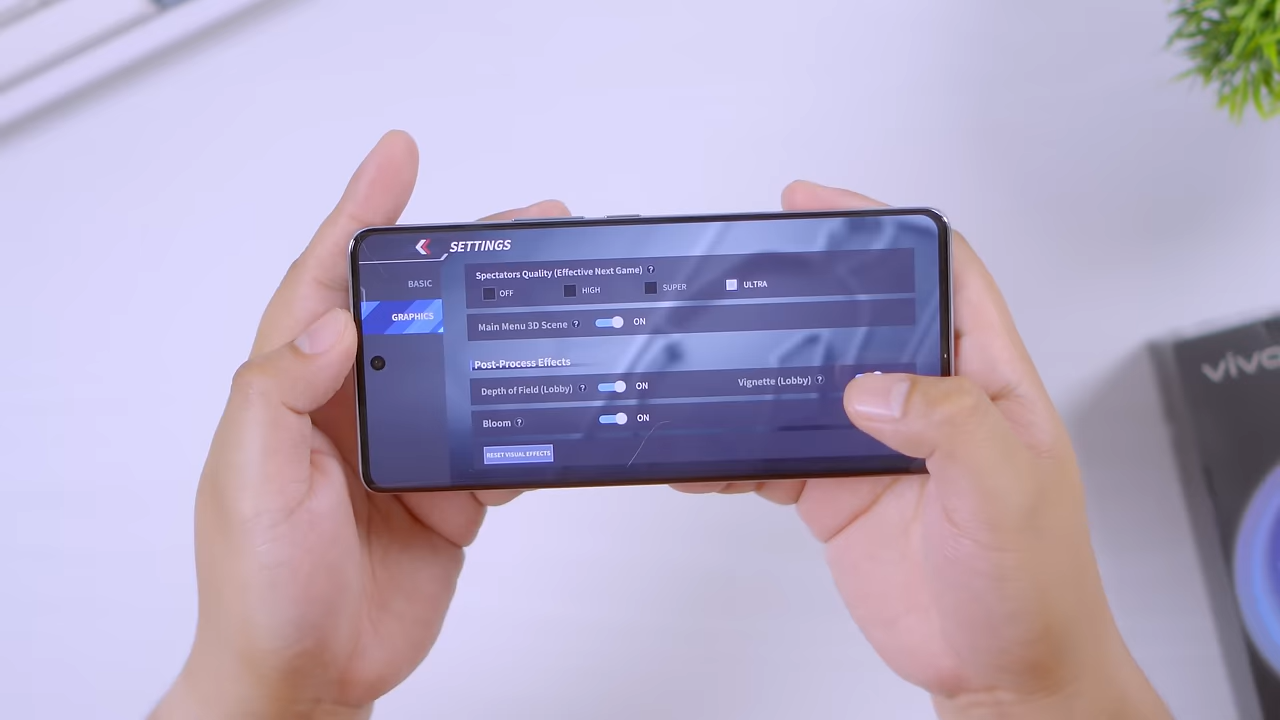 SETTINGS
BASIC
GRAPHICS
Spectators Quality (Effective Next Game) ?
OFF HIGH SUPER ULTRA
Main Menu 3D Scene ? ON
Post-Process Effects
Depth of Field (Lobby) ? ON Vignette (Lobby) ?
Bloom ? ON
RESET VISUAL EFFECTS
vivo